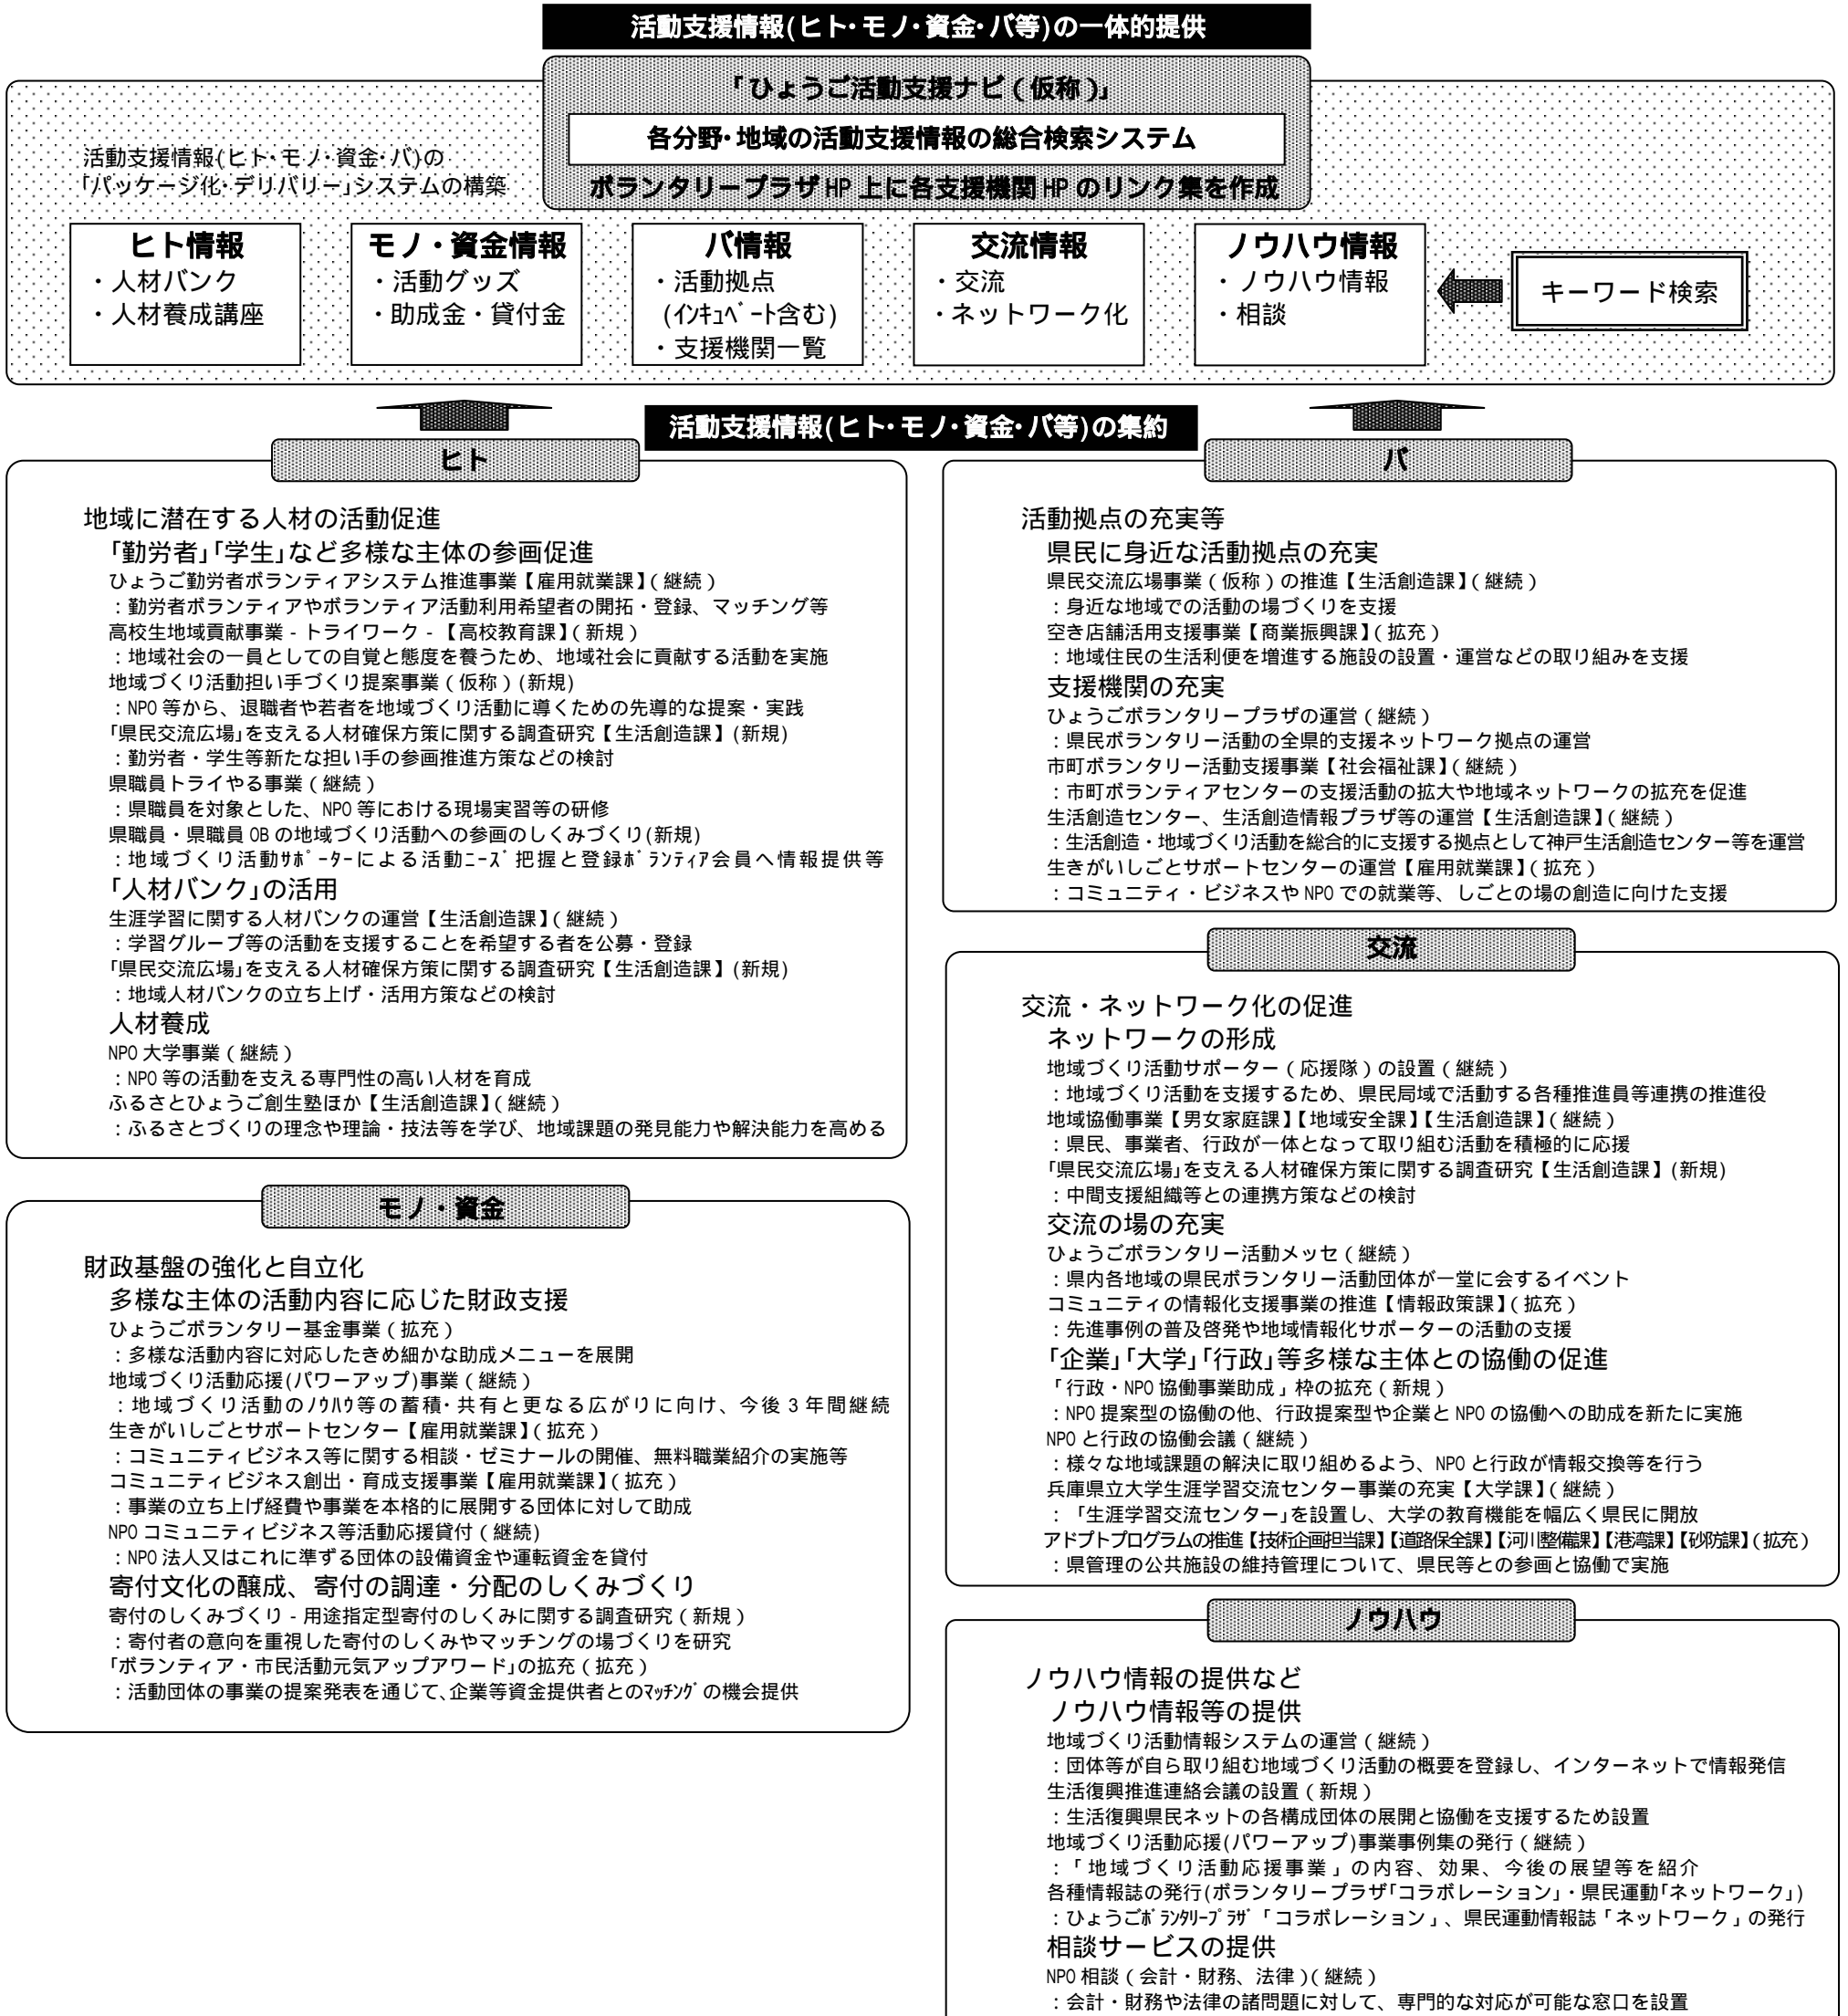 活動支援情報(ヒト・モノ・資金・バ等)の一体的提供
「ひょうご活動支援ナビ(仮称)」
各分野・地域の活動支援情報の総合検索システム
ボランタリープラザHP上に各支援機関HPのリンク集を作成
活動支援情報(ヒト・モノ・資金・バ)の
「パッケージ化・デリバリー」システムの構築
ヒト情報
・人材バンク
・人材養成講座
モノ・資金情報
・活動グッズ
・助成金・貸付金
バ情報
・活動拠点
(インキュベート含む)
・支援機関一覧
交流情報
・交流
・ネットワーク化
ノウハウ情報
・ノウハウ情報
・相談
キーワード検索
活動支援情報(ヒト・モノ・資金・バ等)の集約
ヒト
地域に潜在する人材の活動促進
「勤労者」「学生」など多様な主体の参画促進
ひょうご勤労者ボランティアシステム推進事業【雇用就業課】(継続)
:勤労者ボランティアやボランティア活動利用希望者の開拓・登録、マッチング等
高校生地域貢献事業-トライワーク-【高校教育課】(新規)
:地域社会の一員としての自覚と態度を養うため、地域社会に貢献する活動を実施
地域づくり活動担い手づくり提案事業(仮称)(新規)
:NPO等から、退職者や若者を地域づくり活動に導くための先導的な提案・実践
「県民交流広場」を支える人材確保方策に関する調査研究【生活創造課】(新規)
:勤労者・学生等新たな担い手の参画推進方策などの検討
県職員トライやる事業(継続)
:県職員を対象とした、NPO等における現場実習等の研修
県職員・県職員OBの地域づくり活動への参画のしくみづくり(新規)
:地域づくり活動サポーターによる活動ニーズ把握と登録ボランティア会員へ情報提供等
「人材バンク」の活用
生涯学習に関する人材バンクの運営【生活創造課】(継続)
:学習グループ等の活動を支援することを希望する者を公募・登録
「県民交流広場」を支える人材確保方策に関する調査研究【生活創造課】(新規)
:地域人材バンクの立ち上げ・活用方策などの検討
人材養成
NPO大学事業(継続)
:NPO等の活動を支える専門性の高い人材を育成
ふるさとひょうご創生塾ほか【生活創造課】(継続)
:ふるさとづくりの理念や理論・技法等を学び、地域課題の発見能力や解決能力を高める
モノ・資金
財政基盤の強化と自立化
多様な主体の活動内容に応じた財政支援
ひょうごボランタリー基金事業(拡充)
:多様な活動内容に対応したきめ細かな助成メニューを展開
地域づくり活動応援(パワーアップ)事業(継続)
:地域づくり活動のノウハウ等の蓄積・共有と更なる広がりに向け、今後3年間継続
生きがいしごとサポートセンター【雇用就業課】(拡充)
:コミュニティビジネス等に関する相談・ゼミナールの開催、無料職業紹介の実施等
コミュニティビジネス創出・育成支援事業【雇用就業課】(拡充)
:事業の立ち上げ経費や事業を本格的に展開する団体に対して助成
NPOコミュニティビジネス等活動応援貸付(継続)
:NPO法人又はこれに準ずる団体の設備資金や運転資金を貸付
寄付文化の醸成、寄付の調達・分配のしくみづくり
寄付のしくみづくり-用途指定型寄付のしくみに関する調査研究(新規)
:寄付者の意向を重視した寄付のしくみやマッチングの場づくりを研究
「ボランティア・市民活動元気アップアワード」の拡充(拡充)
:活動団体の事業の提案発表を通じて、企業等資金提供者とのマッチングの機会提供
バ
活動拠点の充実等
県民に身近な活動拠点の充実
県民交流広場事業(仮称)の推進【生活創造課】(継続)
:身近な地域での活動の場づくりを支援
空き店舗活用支援事業【商業振興課】(拡充)
:地域住民の生活利便を増進する施設の設置・運営などの取り組みを支援
支援機関の充実
ひょうごボランタリープラザの運営(継続)
:県民ボランタリー活動の全県的支援ネットワーク拠点の運営
市町ボランタリー活動支援事業【社会福祉課】(継続)
:市町ボランティアセンターの支援活動の拡大や地域ネットワークの拡充を促進
生活創造センター、生活創造情報プラザ等の運営【生活創造課】(継続)
:生活創造・地域づくり活動を総合的に支援する拠点として神戸生活創造センター等を運営
生きがいしごとサポートセンターの運営【雇用就業課】(拡充)
:コミュニティ・ビジネスやNPOでの就業等、しごとの場の創造に向けた支援
交流
交流・ネットワーク化の促進
ネットワークの形成
地域づくり活動サポーター(応援隊)の設置(継続)
:地域づくり活動を支援するため、県民局域で活動する各種推進員等連携の推進役
地域協働事業【男女家庭課】【地域安全課】【生活創造課】(継続)
:県民、事業者、行政が一体となって取り組む活動を積極的に応援
「県民交流広場」を支える人材確保方策に関する調査研究【生活創造課】(新規)
:中間支援組織等との連携方策などの検討
交流の場の充実
ひょうごボランタリー活動メッセ(継続)
:県内各地域の県民ボランタリー活動団体が一堂に会するイベント
コミュニティの情報化支援事業の推進【情報政策課】(拡充)
:先進事例の普及啓発や地域情報化サポーターの活動の支援
「企業」「大学」「行政」等多様な主体との協働の促進
「行政・NPO協働事業助成」枠の拡充(新規)
:NPO提案型の協働の他、行政提案型や企業とNPOの協働への助成を新たに実施
NPOと行政の協働会議(継続)
:様々な地域課題の解決に取り組めるよう、NPOと行政が情報交換等を行う
兵庫県立大学生涯学習交流センター事業の充実【大学課】(継続)
:「生涯学習交流センター」を設置し、大学の教育機能を幅広く県民に開放
アドプトプログラムの推進【技術企画担当課】【道路保全課】【河川整備課】【港湾課】【砂防課】(拡充)
:県管理の公共施設の維持管理について、県民等との参画と協働で実施
ノウハウ
ノウハウ情報の提供など
ノウハウ情報等の提供
地域づくり活動情報システムの運営(継続)
:団体等が自ら取り組む地域づくり活動の概要を登録し、インターネットで情報発信
生活復興推進連絡会議の設置(新規)
:生活復興県民ネットの各構成団体の展開と協働を支援するため設置
地域づくり活動応援(パワーアップ)事業事例集の発行(継続)
:「地域づくり活動応援事業」の内容、効果、今後の展望等を紹介
各種情報誌の発行(ボランタリープラザ「コラボレーション」・県民運動「ネットワーク」)
:ひょうごボランタリープラザ「コラボレーション」、県民運動情報誌「ネットワーク」の発行
相談サービスの提供
NPO相談(会計・財務、法律)(継続)
:会計・財務や法律の諸問題に対して、専門的な対応が可能な窓口を設置